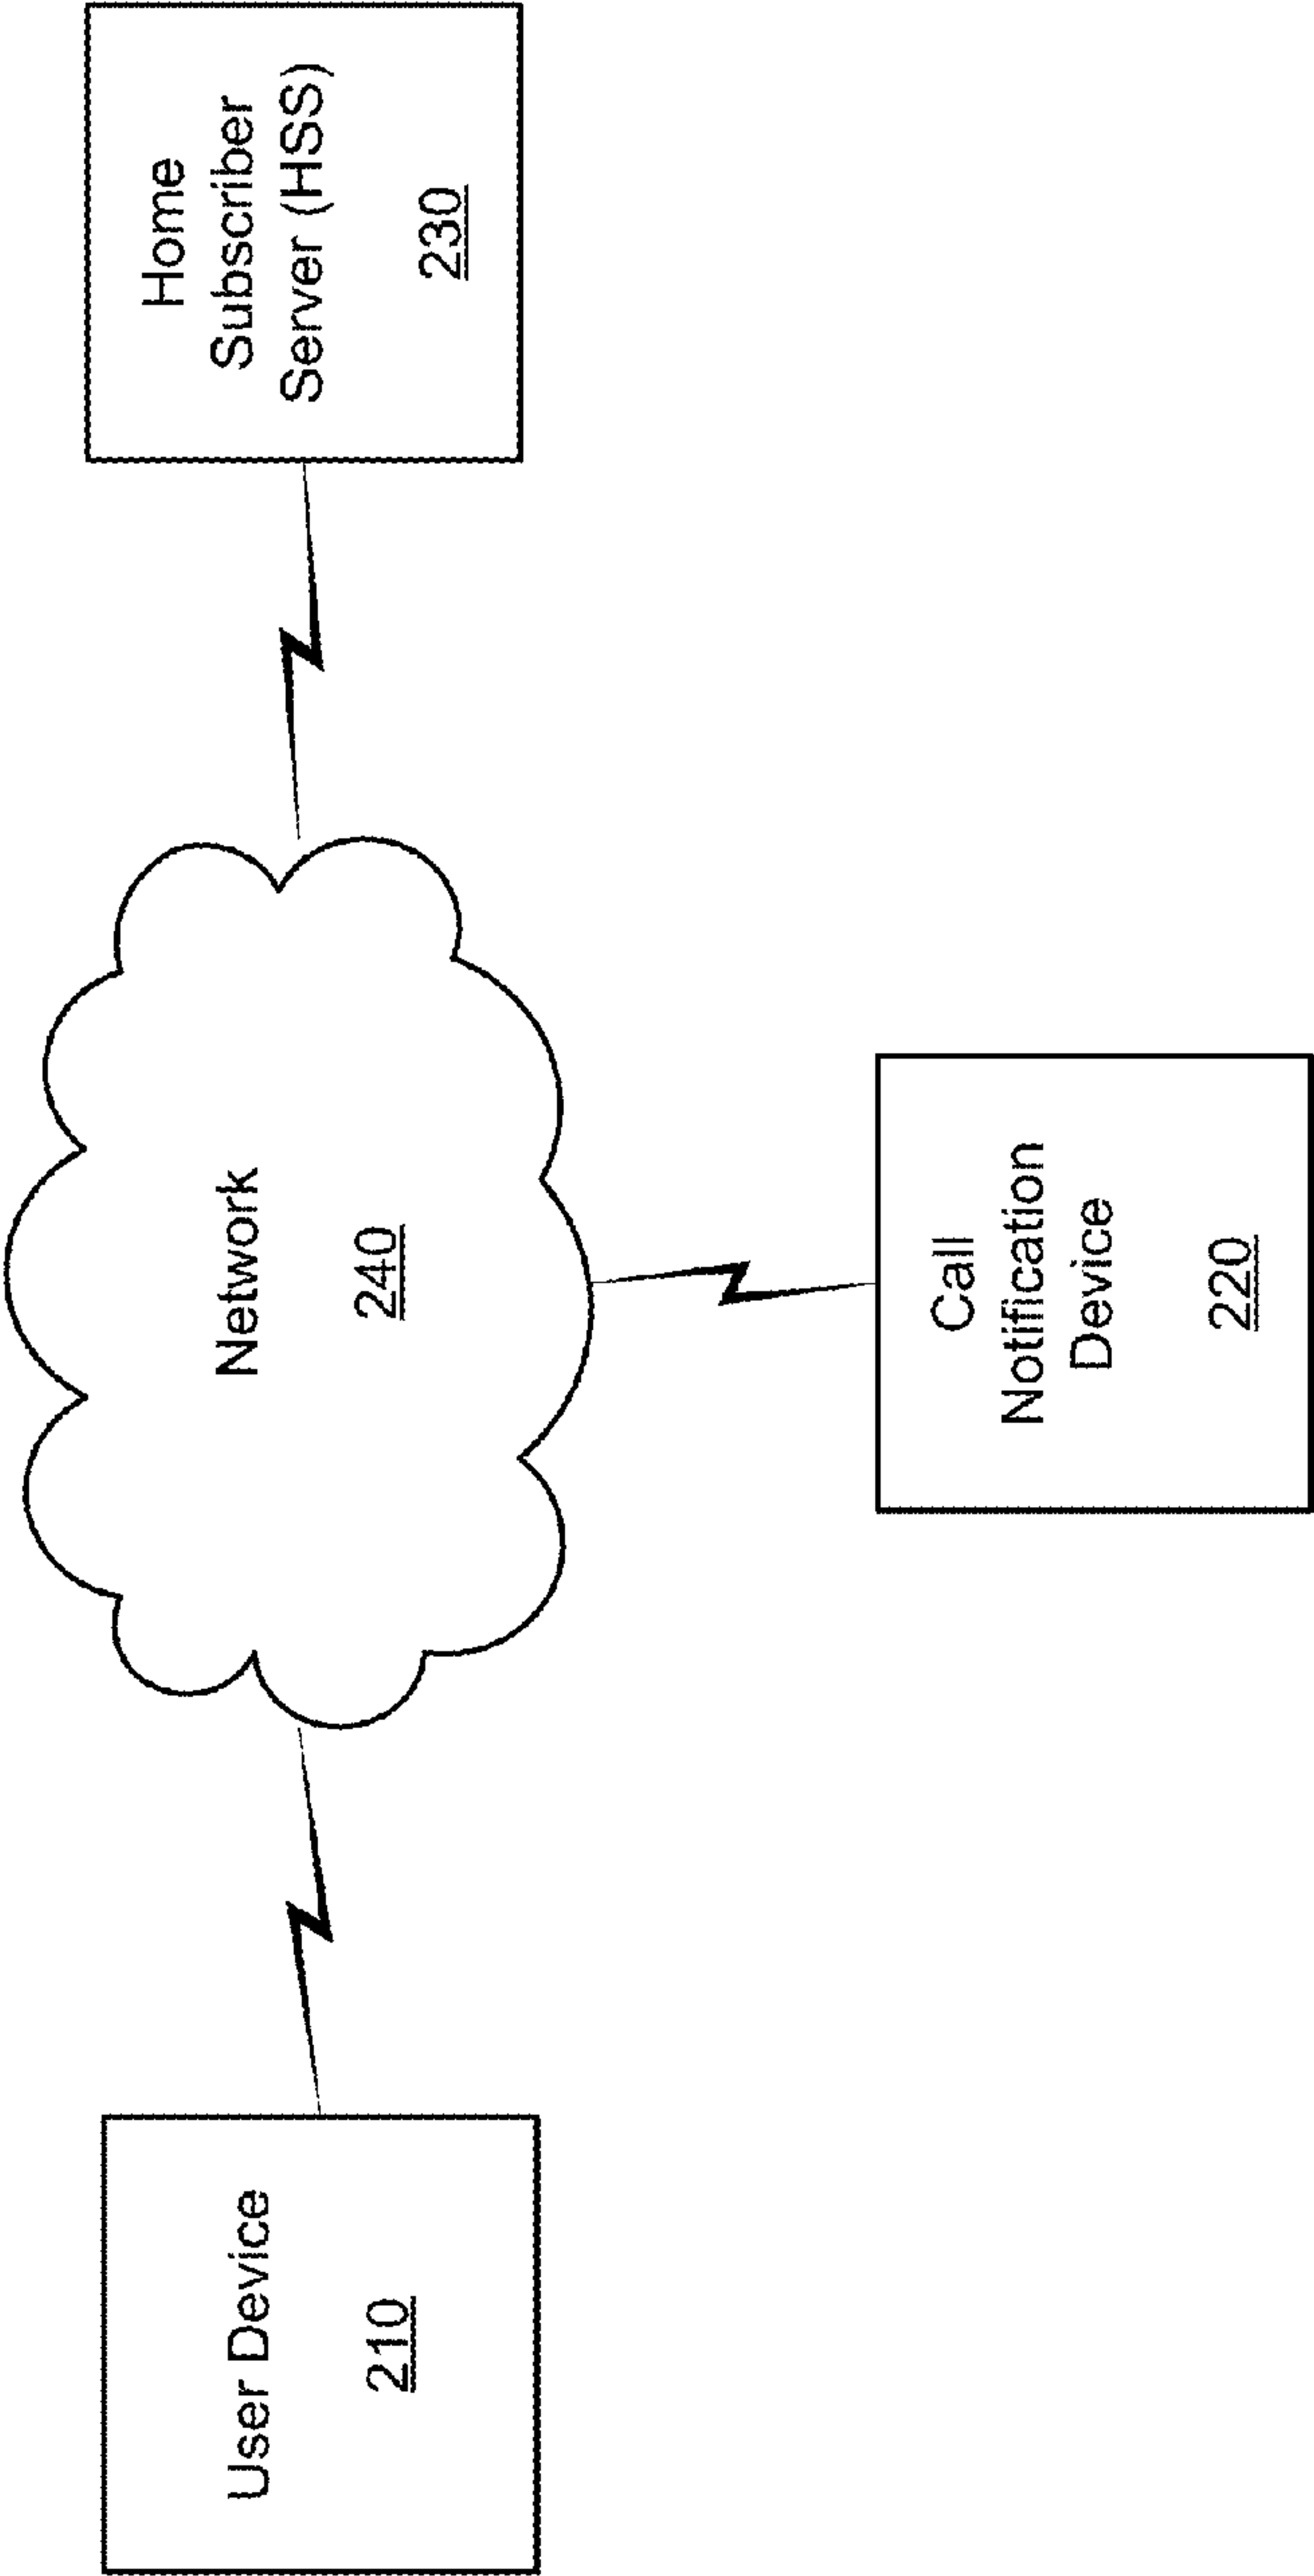 User Device
210
Network
240
Home
Subscriber
Server (HSS)
230
Call
Notification
Device
220